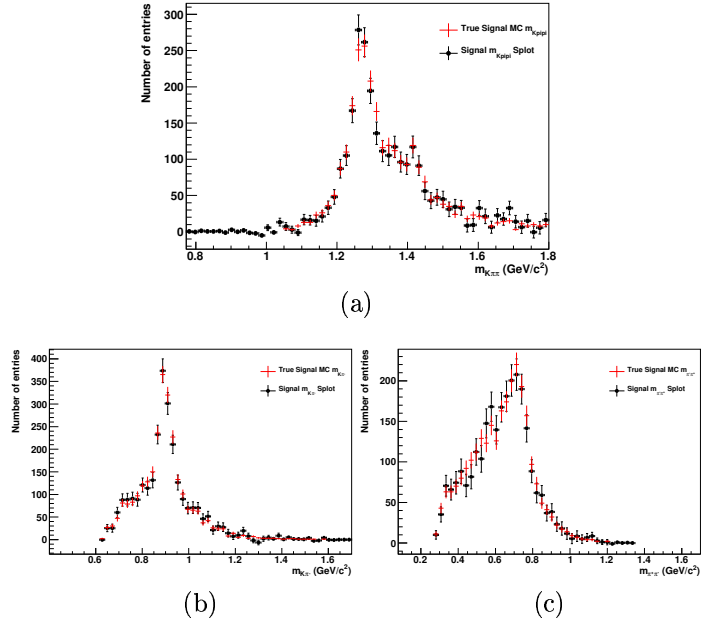 Number of entries
300
250
200
150
100
50
0
True Signal MC m_Kpipi
Signal m_Kpipi Splot
0.8 1 1.2 1.4 1.6 1.8
m_Kππ (GeV/c²)
(a)
Number of entries
400
350
300
250
200
150
100
50
0
True Signal MC m_Kπ
Signal m_Kπ Splot
0.6 0.8 1 1.2 1.4 1.6
m_Kπ (GeV/c²)
(b)
Number of entries
200
150
100
50
0
True Signal MC m_π⁺π⁻
Signal m_π⁺π⁻ Splot
0.2 0.4 0.6 0.8 1 1.2 1.4 1.6
m_π⁺π⁻ (GeV/c²)
(c)